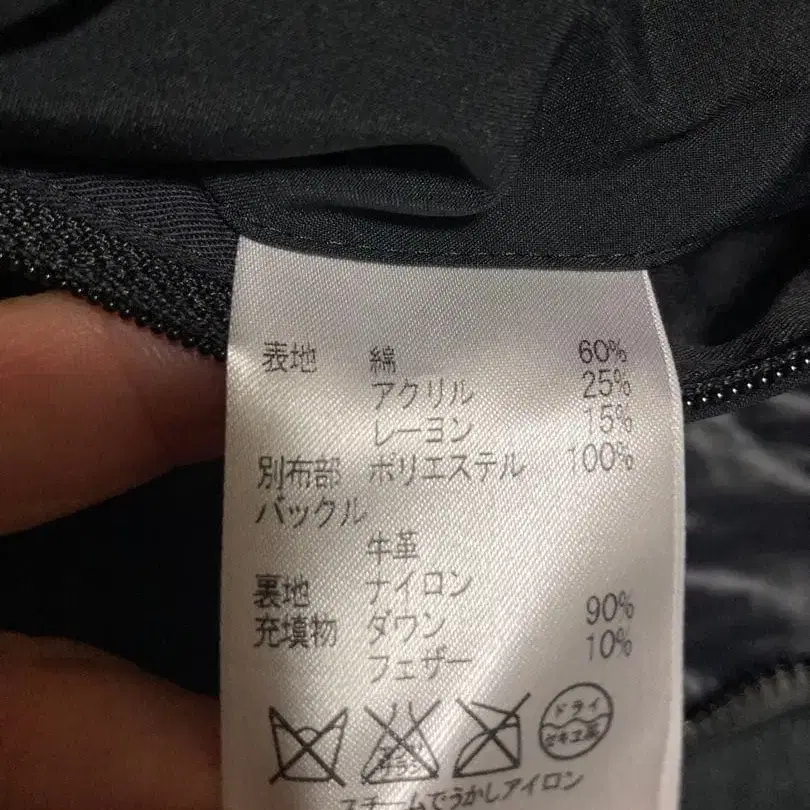 表地 綿 60%
アクリル 25%
レーヨン 15%
別布部 ポリエステル 100%
バックル
牛革
裏地 ナイロン
充填物 ダウン 90%
フェザー 10%
ドライ
セキユ系
スチームでうかしアイロン